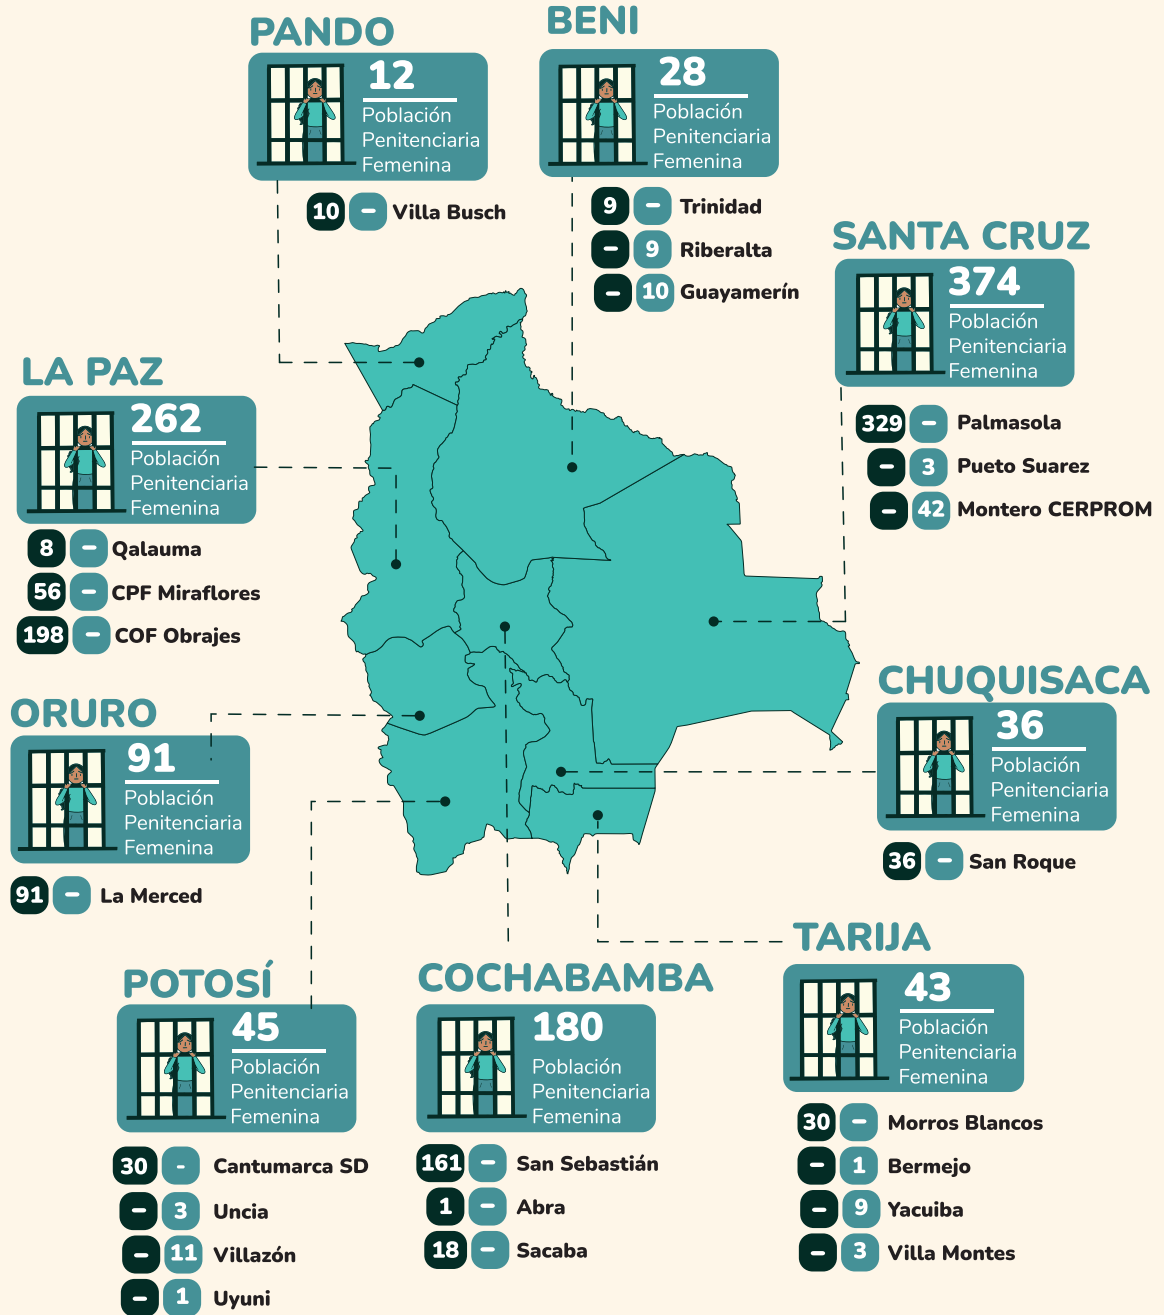 PANDO
12
Población
Penitenciaria
Femenina
10 – Villa Busch
BENI
28
Población
Penitenciaria
Femenina
9 – Trinidad
– 9 Riberalta
– 10 Guayamerín
SANTA CRUZ
374
Población
Penitenciaria
Femenina
329 – Palmasola
– 3 Pueto Suarez
– 42 Montero CERPROM
LA PAZ
262
Población
Penitenciaria
Femenina
8 – Qalauma
56 – CPF Miraflores
198 – COF Obrajes
ORURO
91
Población
Penitenciaria
Femenina
91 – La Merced
CHUQUISACA
36
Población
Penitenciaria
Femenina
36 – San Roque
POTOSÍ
45
Población
Penitenciaria
Femenina
30 - Cantumarca SD
– 3 Uncia
– 11 Villazón
– 1 Uyuni
COCHABAMBA
180
Población
Penitenciaria
Femenina
161 – San Sebastián
1 – Abra
18 – Sacaba
TARIJA
43
Población
Penitenciaria
Femenina
30 – Morros Blancos
– 1 Bermejo
– 9 Yacuiba
– 3 Villa Montes